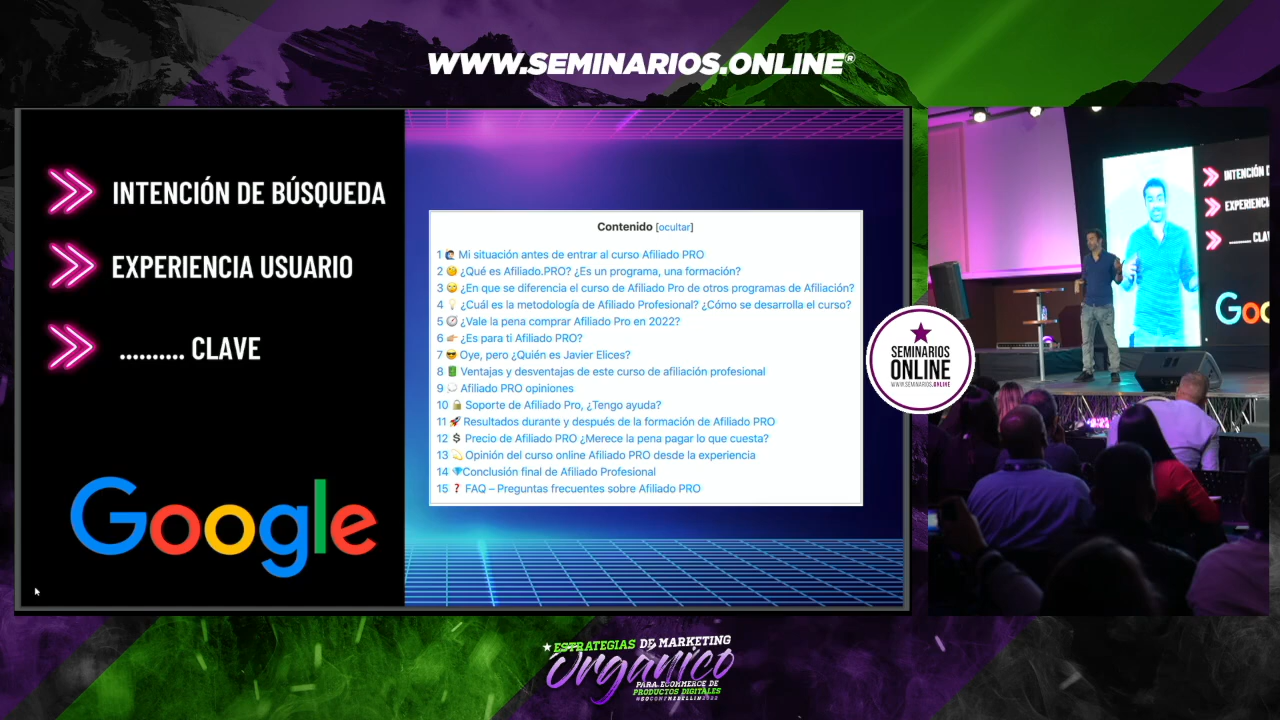 WWW.SEMINARIOS.ONLINE®
INTENCIÓN DE BÚSQUEDA
EXPERIENCIA USUARIO
.......... CLAVE
Google
Contenido [ocultar]
1 Mi situación antes de entrar al curso Afiliado PRO
2 ¿Qué es Afiliado.PRO? ¿Es un programa, una formación?
3 ¿En que se diferencia el curso de Afiliado Pro de otros programas de Afiliación?
4 ¿Cuál es la metodología de Afiliado Profesional? ¿Cómo se desarrolla el curso?
5 ¿Vale la pena comprar Afiliado Pro en 2022?
6 ¿Es para ti Afiliado PRO?
7 Oye, pero ¿Quién es Javier Elices?
8 Ventajas y desventajas de este curso de afiliación profesional
9 Afiliado PRO opiniones
10 Soporte de Afiliado Pro, ¿Tengo ayuda?
11 Resultados durante y después de la formación de Afiliado PRO
12 Precio de Afiliado PRO ¿Merece la pena pagar lo que cuesta?
13 Opinión del curso online Afiliado PRO desde la experiencia
14 Conclusión final de Afiliado Profesional
15 FAQ – Preguntas frecuentes sobre Afiliado PRO
INTENCIÓN D
EXPERIENCIA
.......... CLA
Goo
SEMINARIOS
ONLINE
WWW.SEMINARIOS.ONLINE
ESTRATEGIAS DE MARKETING
Orgánico
PARA ECOMMERCE DE
PRODUCTOS DIGITALES